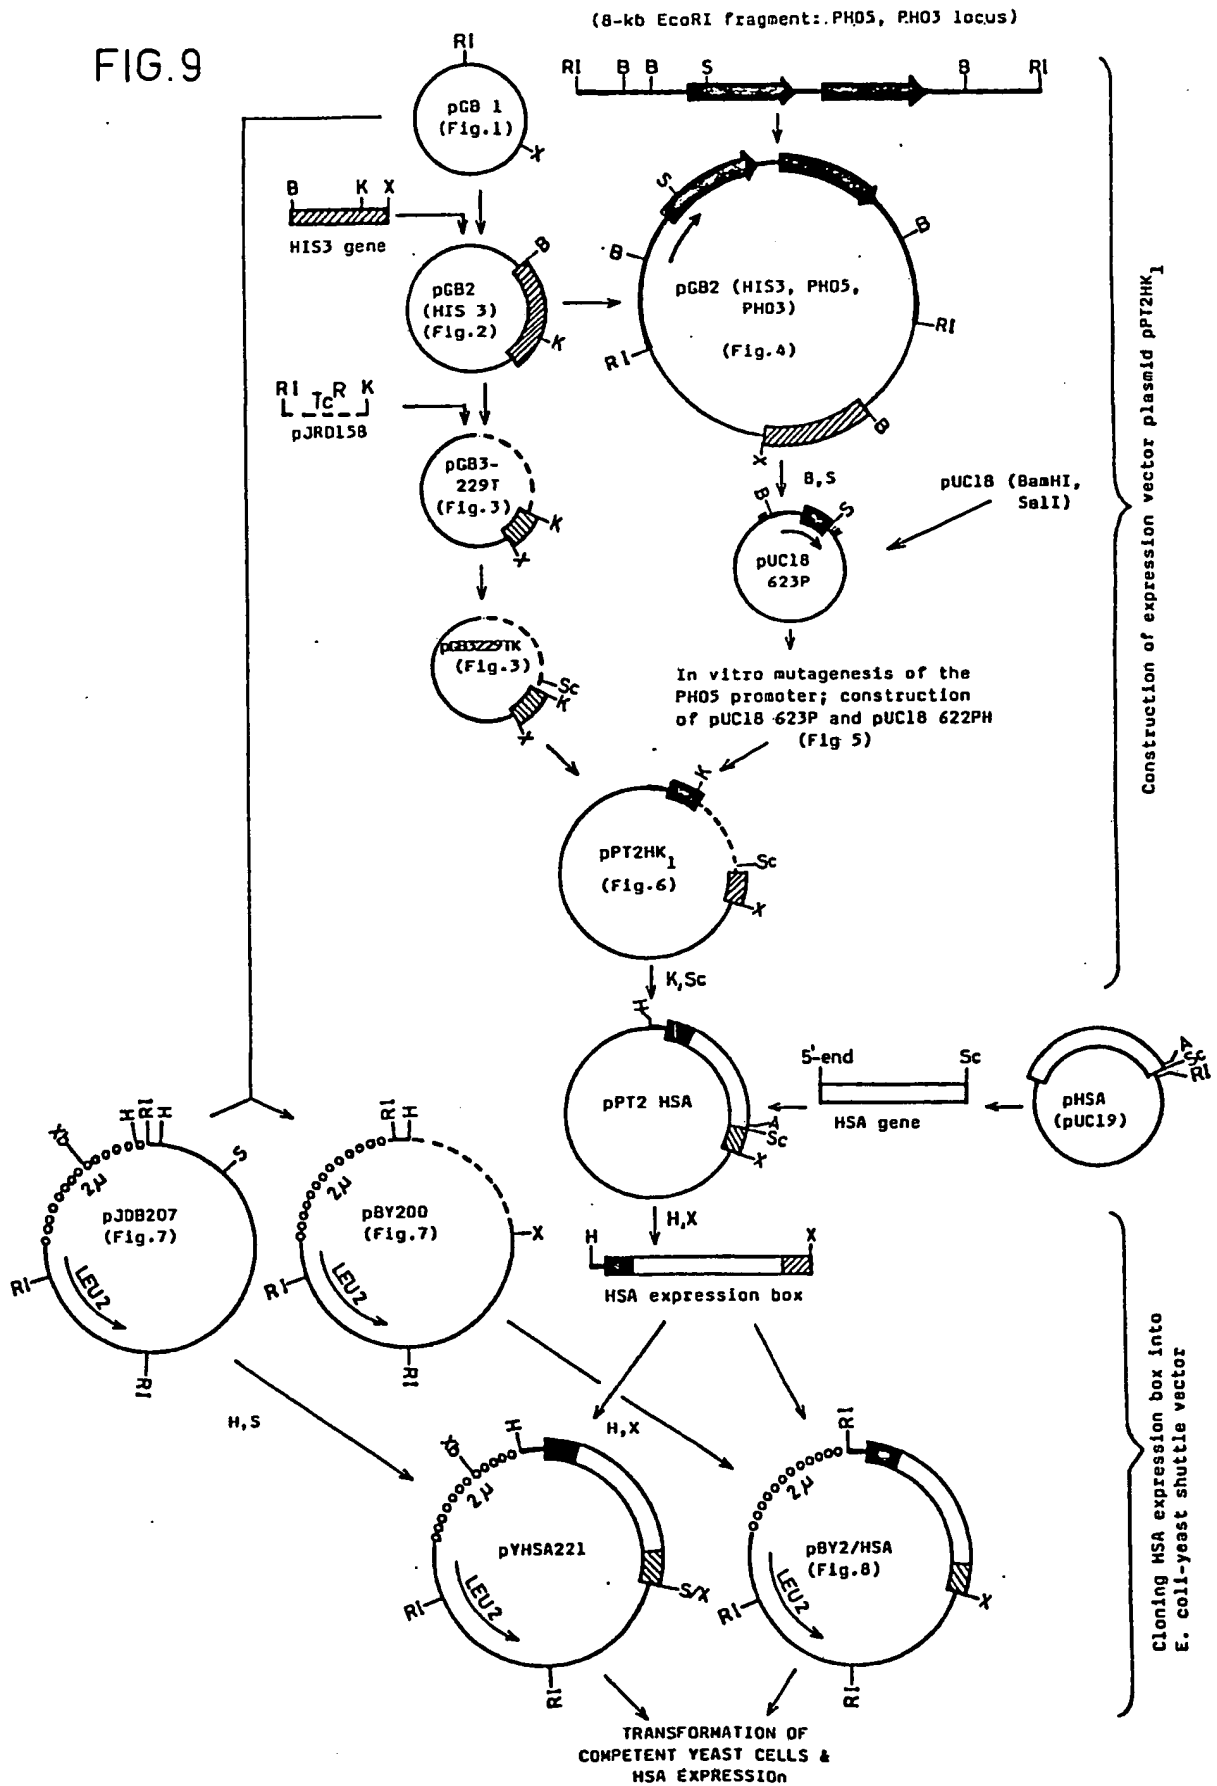 FIG.9
(8-kb EcoRI fragment: PHO5, PHO3 locus)
RI B B S B RI
RI
pGB 1
(Fig.1)
X
B K X
HIS3 gene
B
pGB2
(HIS 3)
(Fig.2)
K
S
B
B
pGB2 (HIS3, PHO5,
PHO3)
(Fig.4)
RI
RI
B
X
RI TcR K
pJRD158
pGB3-
229T
(Fig.3)
K
X
B,S
pUC18 (BamHI,
SalI)
B
S
pUC18
623P
pGB3229TK
(Fig.3)
Sc
K
X
In vitro mutagenesis of the
PHO5 promoter; construction
of pUC18 623P and pUC18 622PH
(Fig 5)
K
pPT2HK1
(Fig.6)
Sc
X
Construction of expression vector plasmid pPT2HK1
K,Sc
H
pPT2 HSA
A
Sc
X
5'-end Sc
HSA gene
A
Sc
RI
pHSA
(pUC19)
H
RI
H
Xb
S
2µ
pJDB207
(Fig.7)
RI
LEU2
RI
RI
H
2µ
pBY200
(Fig.7)
X
RI
LEU2
RI
H,X
H X
HSA expression box
H,S
H,X
Xb
H
2µ
pYHSA221
S/X
RI
LEU2
RI
RI
2µ
pBY2/HSA
(Fig.8)
X
RI
LEU2
RI
Cloning HSA expression box into
E. coli-yeast shuttle vector
TRANSFORMATION OF
COMPETENT YEAST CELLS &
HSA EXPRESSIOn